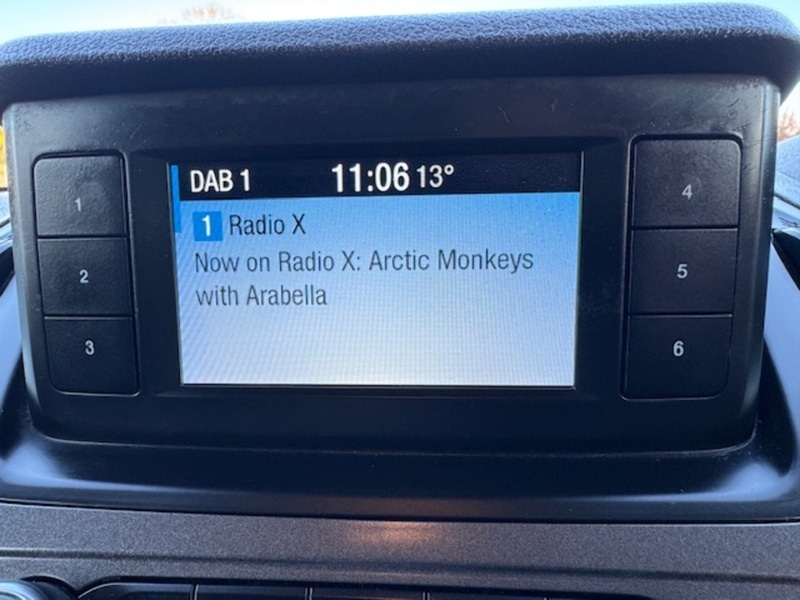 DAB 1 11:06 13°
1 Radio X
Now on Radio X: Arctic Monkeys
with Arabella
1
2
3
4
5
6